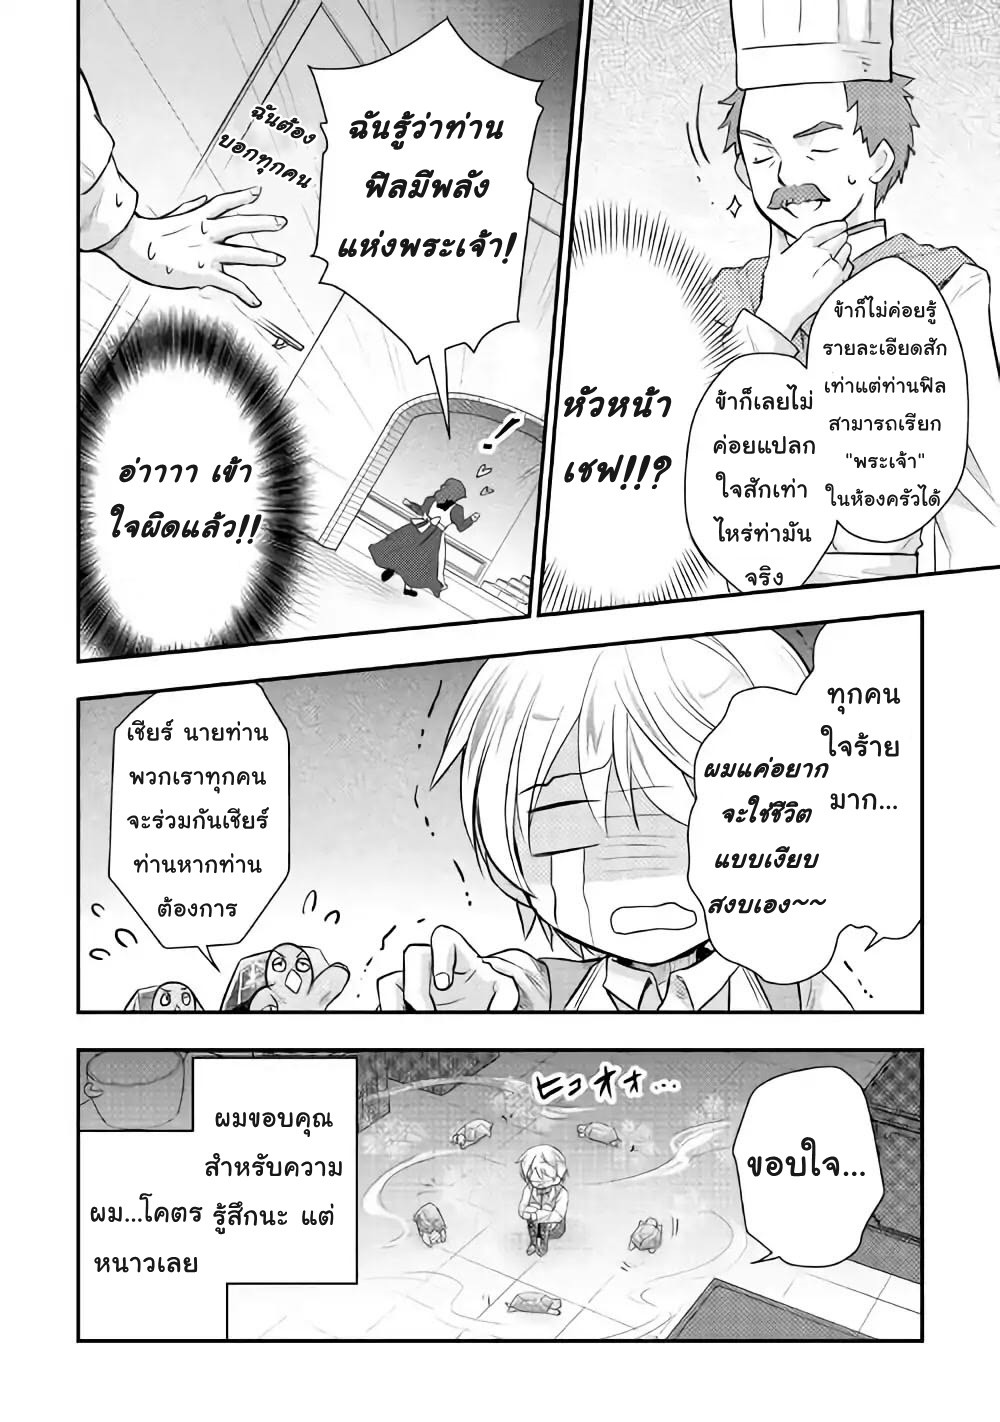 ข้าก็ไม่ค่อยรู้
รายละเอียดสัก
เท่าแต่ท่านฟิล
สามารถเรียก
"พระเจ้า"
ในห้องครัวได้
ข้าก็เลยไม่
ค่อยแปลก
ใจสักเท่า
ไหร่ท่ามัน
จริง
หัวหน้า
เชฟ!!!?
ฉันรู้ว่าท่าน
ฟิลมีพลัง
แห่งพระเจ้า!
ฉันต้อง
บอกทุกคน
อ่าาาา เข้า
ใจผิดแล้ว!!
ทุกคน
ใจร้าย
มาก...
ผมแค่อยาก
จะใช้ชีวิต
แบบเงียบ
สงบเอง~~
เชียร์ นายท่าน
พวกเราทุกคน
จะร่วมกันเชียร์
ท่านหากท่าน
ต้องการ
ขอบใจ...
ヒュオオォ...
ผมขอบคุณ
สำหรับความ
รู้สึกนะ แต่
ผม...โคตร
หนาวเลย